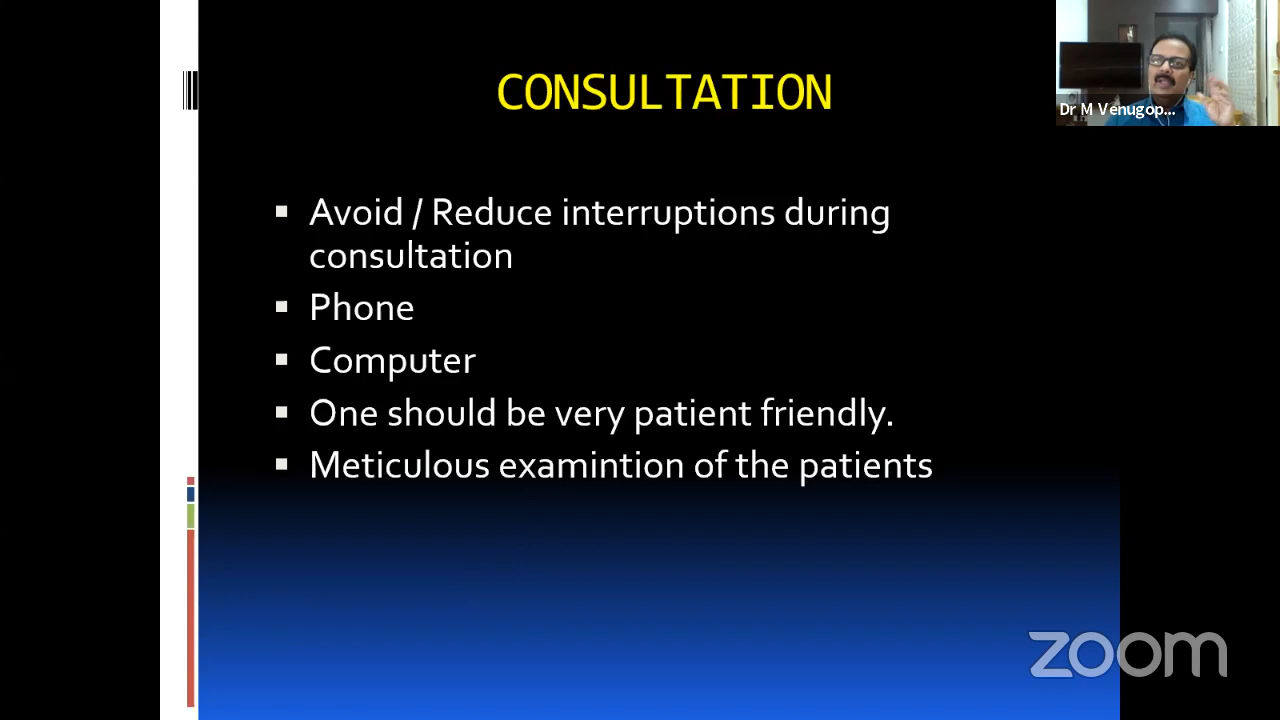 CONSULTATION
Dr M Venugop...
Avoid / Reduce interruptions during
consultation
Phone
Computer
One should be very patient friendly.
Meticulous examintion of the patients
zoom